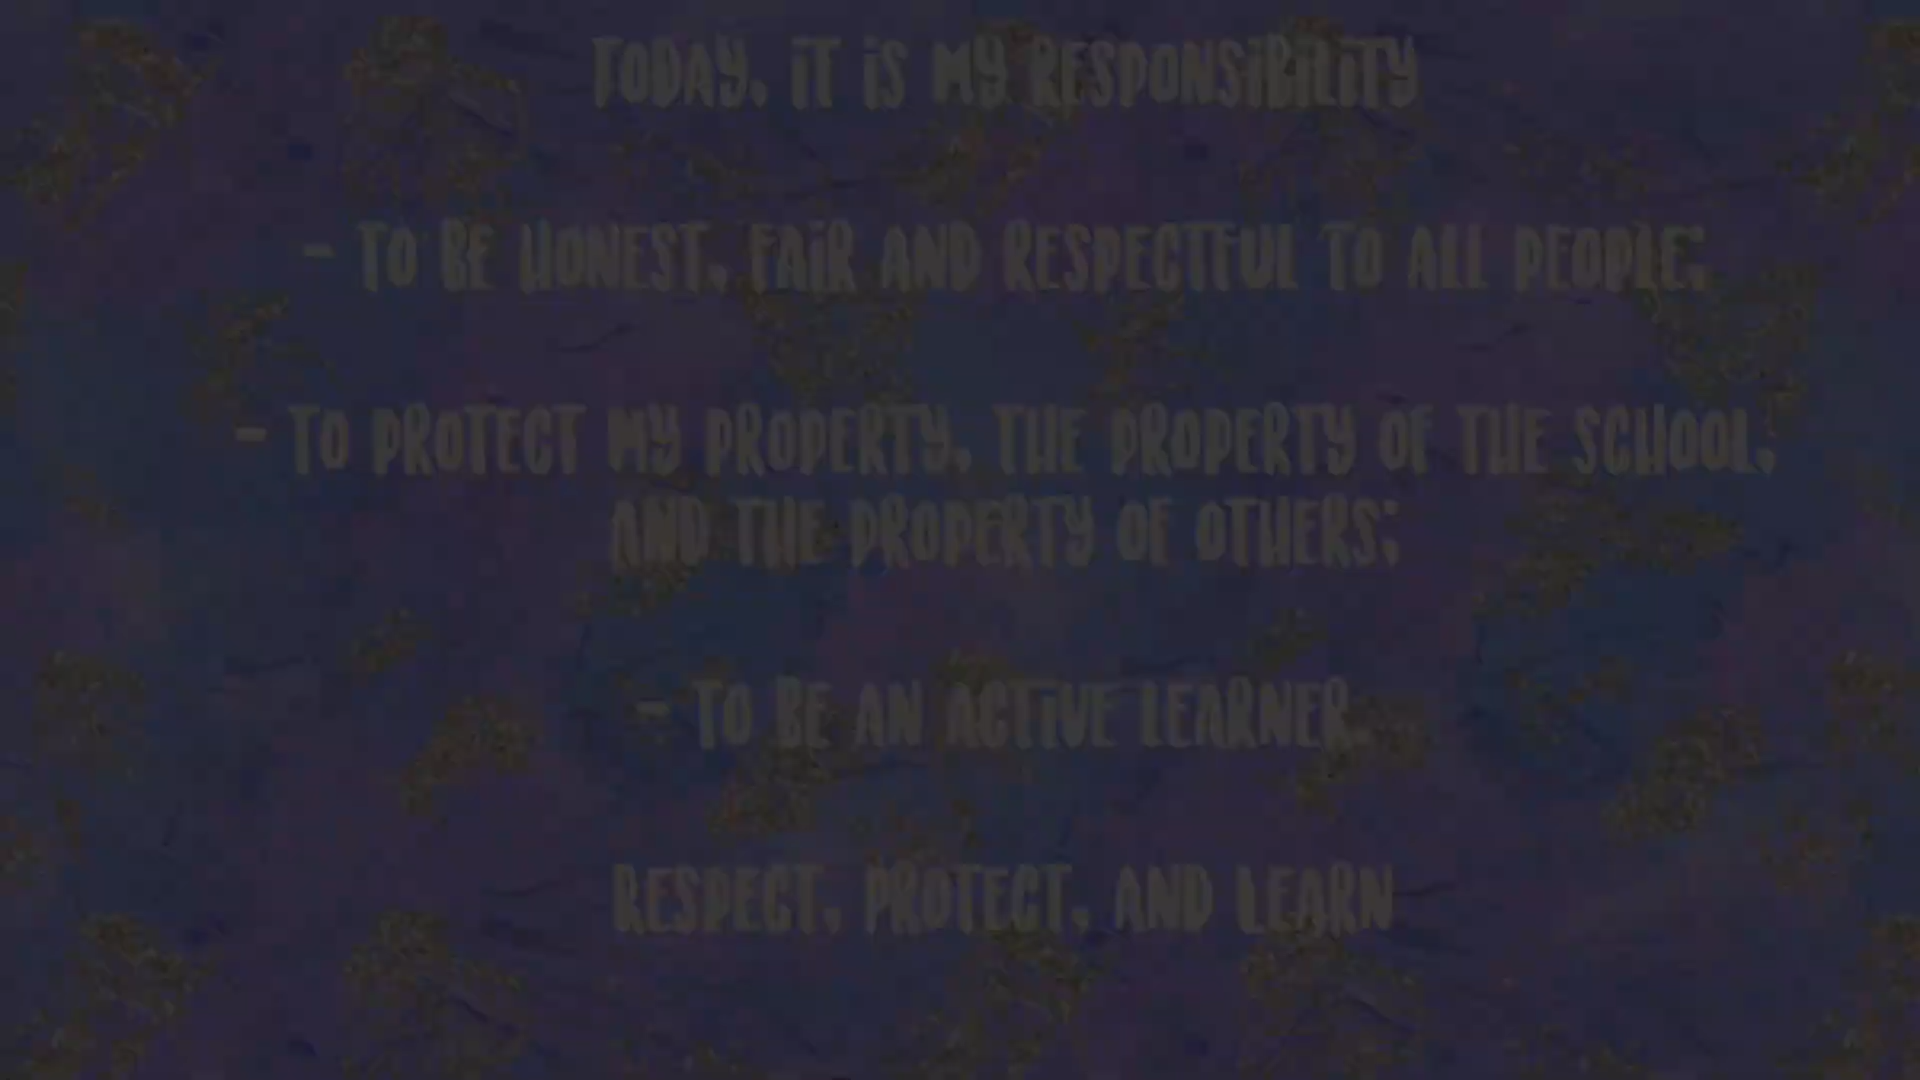 TODAY, iT iS MY RESPONSiBiLiTY
- TO BE HONEST, FAiR AND RESPECTFUL TO ALL PEOPLE;
- TO PROTECT MY PROPERTY, THE PROPERTY OF THE SCHOOL,
AND THE PROPERTY OF OTHERS;
- TO BE AN ACTiVE LEARNER.
RESPECT, PROTECT, AND LEARN